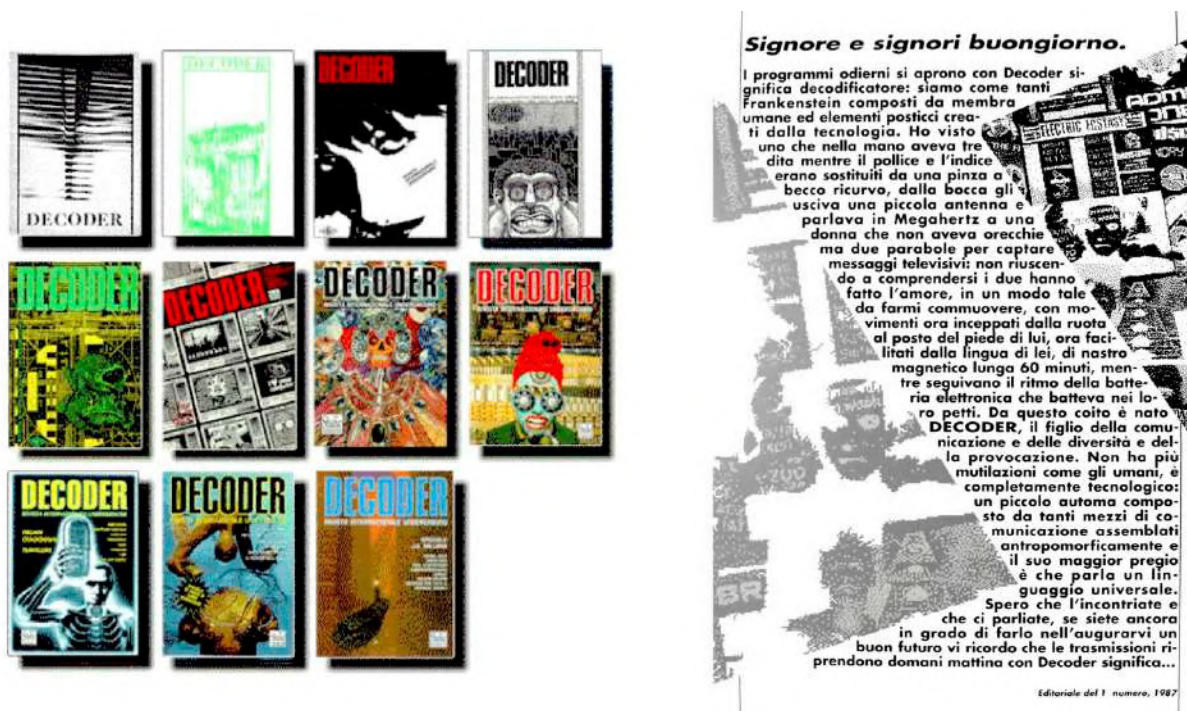 DECODER
DECODER
DECODER
DECODER
DECODER
DECODER
DECODER
DECODER
DECODER
DECODER
DECODER
Signore e signori buongiorno.
I programmi odierni si aprono con Decoder si-
gnifica decodificatore: siamo come tanti
Frankenstein composti da membra
umane ed elementi posticci crea-
ti dalla tecnologia. Ho visto
uno che nella mano aveva tre
dita mentre il pollice e l'indice
erano sostituiti da una pinza a
becco ricurvo, dalla bocca gli
usciva una piccola antenna e
parlava in Megahertz a una
donna che non aveva orecchie
ma due parabole per captare
messaggi televisivi: non riuscen-
do a comprendersi i due hanno
fatto l'amore, in un modo tale
da farmi commuovere, con mo-
vimenti ora inceppati dalla ruota
al posto del piede di lui, ora faci-
litati dalla lingua di lei, di nastro
magnetico lunga 60 minuti, men-
tre seguivano il ritmo della batte-
ria elettronica che batteva nei lo-
ro petti. Da questo coito è nato
DECODER, il figlio della comu-
nicazione e delle diversità e del-
la provocazione. Non ha più
mutilazioni come gli umani, è
completamente tecnologico:
un piccolo automa compo-
sto da tanti mezzi di co-
municazione assemblati
antropomorficamente e
il suo maggior pregio
è che parla un lin-
guaggio universale.
Spero che l'incontriate e
che ci parliate, se siete ancora
in grado di farlo nell'augurarvi un
buon futuro vi ricordo che le trasmissioni ri-
prendono domani mattina con Decoder significa...
ELECTRIC ECSTASY
Editoriale del 1 numero, 1987